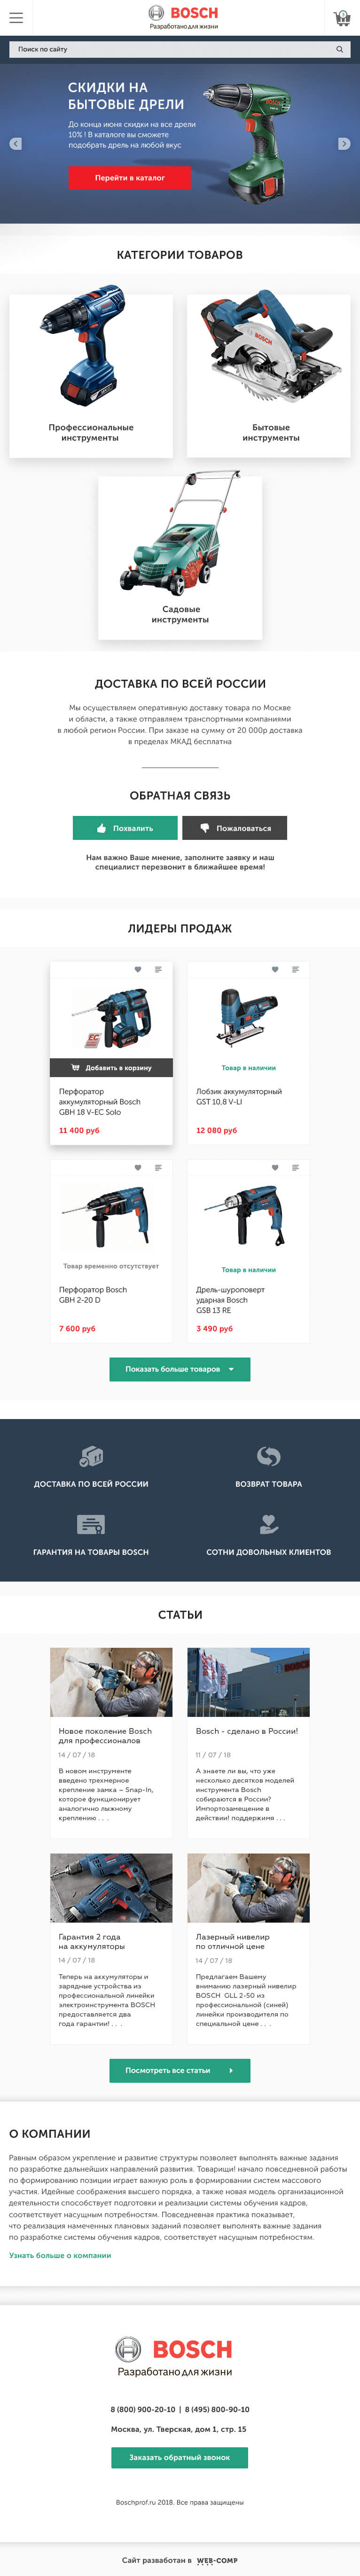 BOSCH
Разработано для жизни
Поиск по сайту
СКИДКИ НА
БЫТОВЫЕ ДРЕЛИ
До конца июня скидки на все дрели
10% ! В каталоге вы сможете
подобрать дрель на любой вкус
Перейти в каталог
КАТЕГОРИИ ТОВАРОВ
Профессиональные
инструменты
BOSCH
Бытовые
инструменты
Садовые
инструменты
ДОСТАВКА ПО ВСЕЙ РОССИИ
Мы осуществляем оперативную доставку товара по Москве
и области, а также отправляем транспортными компаниями
в любой регион России. При заказе на сумму от 20 000р доставка
в пределах МКАД бесплатна
ОБРАТНАЯ СВЯЗЬ
Похвалить
Пожаловаться
Нам важно Ваше мнение, заполните заявку и наш
специалист перезвонит в ближайшее время!
ЛИДЕРЫ ПРОДАЖ
Добавить в корзину
Перфоратор
аккумуляторный Bosch
GBH 18 V-EC Solo
11 400 руб
Товар в наличии
Лобзик аккумуляторный
GST 10,8 V-LI
12 080 руб
Товар временно отсутствует
Перфоратор Bosch
GBH 2-20 D
7 600 руб
Товар в наличии
Дрель-шуроповерт
ударная Bosch
GSB 13 RE
3 490 руб
Показать больше товаров
ДОСТАВКА ПО ВСЕЙ РОССИИ
ВОЗВРАТ ТОВАРА
ГАРАНТИЯ НА ТОВАРЫ BOSCH
СОТНИ ДОВОЛЬНЫХ КЛИЕНТОВ
СТАТЬИ
Новое поколение Bosch
для профессионалов
14 / 07 / 18
В новом инструменте
введено трехмерное
крепление замка – Snap-In,
которое функционирует
аналогично лыжному
креплению . . .
BOSCH
Bosch - сделано в России!
11 / 07 / 18
А знаете ли вы, что уже
несколько десятков моделей
инструмента Bosch
собираются в России?
Импортозамещение в
действии! поддержимя . . .
Гарантия 2 года
на аккумуляторы
14 / 07 / 18
Теперь на аккумуляторы и
зарядные устройства из
профессиональной линейки
электроинструмента BOSCH
предоставляется два
года гарантии! . . .
Лазерный нивелир
по отличной цене
14 / 07 / 18
Предлагаем Вашему
вниманию лазерный нивелир
BOSCH GLL 2-50 из
профессиональной (синей)
линейки производителя по
специальной цене . . .
Посмотреть все статьи
О КОМПАНИИ
Равным образом укрепление и развитие структуры позволяет выполнять важные задания
по разработке дальнейших направлений развития. Товарищи! начало повседневной работы
по формированию позиции играет важную роль в формировании систем массового
участия. Идейные соображения высшего порядка, а также новая модель организационной
деятельности способствует подготовки и реализации системы обучения кадров,
соответствует насущным потребностям. Повседневная практика показывает,
что реализация намеченных плановых заданий позволяет выполнять важные задания
по разработке системы обучения кадров, соответствует насущным потребностям.
Узнать больше о компании
BOSCH
Разработано для жизни
8 (800) 900-20-10 | 8 (495) 800-90-10
Москва, ул. Тверская, дом 1, стр. 15
Заказать обратный звонок
Boschprof.ru 2018. Все права защищены
Сайт разваботан в WEB-COMP